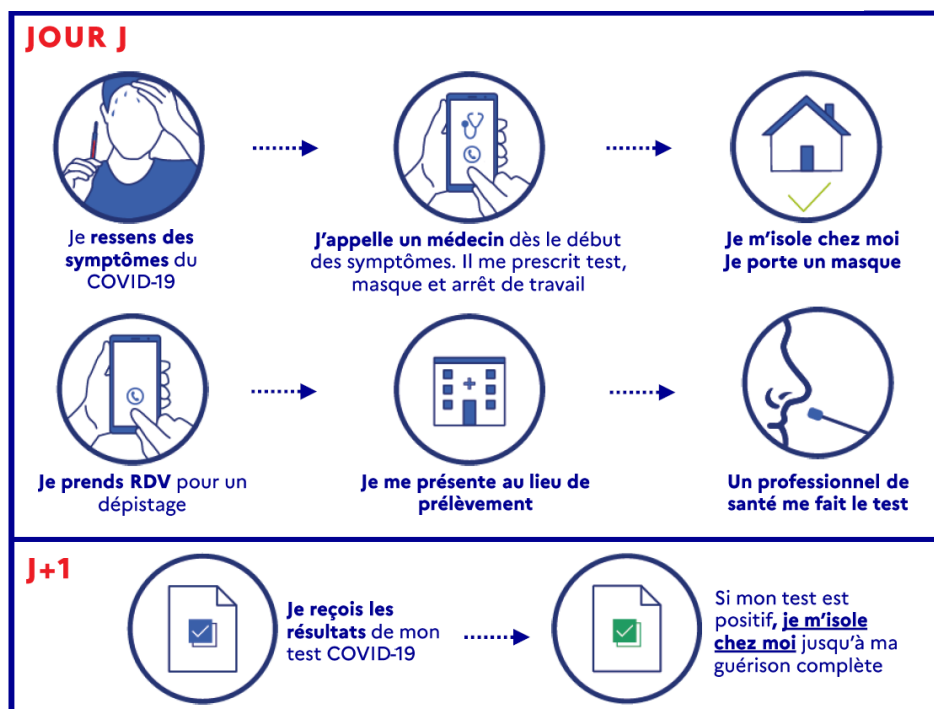 JOUR J
Je ressens des
symptômes du
COVID-19
J'appelle un médecin dès le début
des symptômes. Il me prescrit test,
masque et arrêt de travail
Je m'isole chez moi
Je porte un masque
Je prends RDV pour un
dépistage
Je me présente au lieu de
prélèvement
Un professionnel de
santé me fait le test
J+1
Je reçois les
résultats de mon
test COVID-19
Si mon test est
positif, je m'isole
chez moi jusqu'à ma
guérison complète